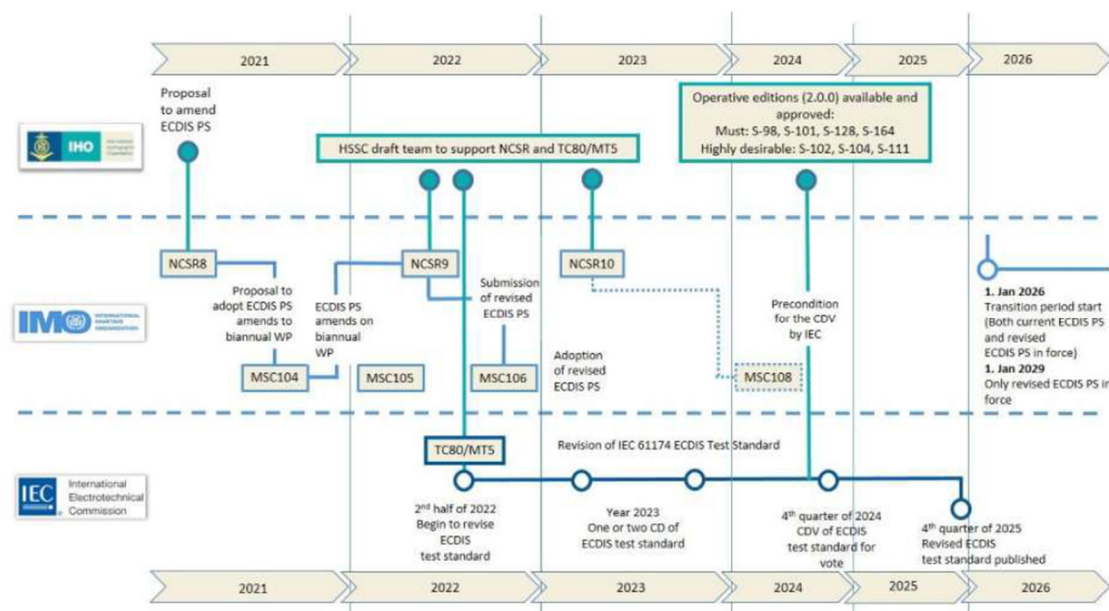 2021
2022
2023
2024
2025
2026
Proposal
to amend
ECDIS PS
IHO
International
Hydrographic
Organization
HSSC draft team to support NCSR and TC80/MT5
Operative editions (2.0.0) available and
approved:
Must: S-98, S-101, S-128, S-164
Highly desirable: S-102, S-104, S-111
NCSR8
NCSR9
NCSR10
Proposal to
adopt ECDIS PS
amends to
biannual WP
ECDIS PS
amends on
biannual
WP
Submission
of revised
ECDIS PS
Precondition
for the CDV
by IEC
1. Jan 2026
Transition period start
(Both current ECDIS PS
and revised
ECDIS PS in force)
1. Jan 2029
Only revised ECDIS PS in
force
IMO
INTERNATIONAL
MARITIME
ORGANIZATION
Adoption
of revised
ECDIS PS
MSC104
MSC105
MSC106
MSC108
TC80/MT5
Revision of IEC 61174 ECDIS Test Standard
IEC
International
Electrotechnical
Commission
2nd half of 2022
Begin to revise
ECDIS
test standard
Year 2023
One or two CD of
ECDIS test standard
4th quarter of 2024
CDV of ECDIS
test standard for
vote
4th quarter of 2025
Revised ECDIS
test standard published
2021
2022
2023
2024
2025
2026